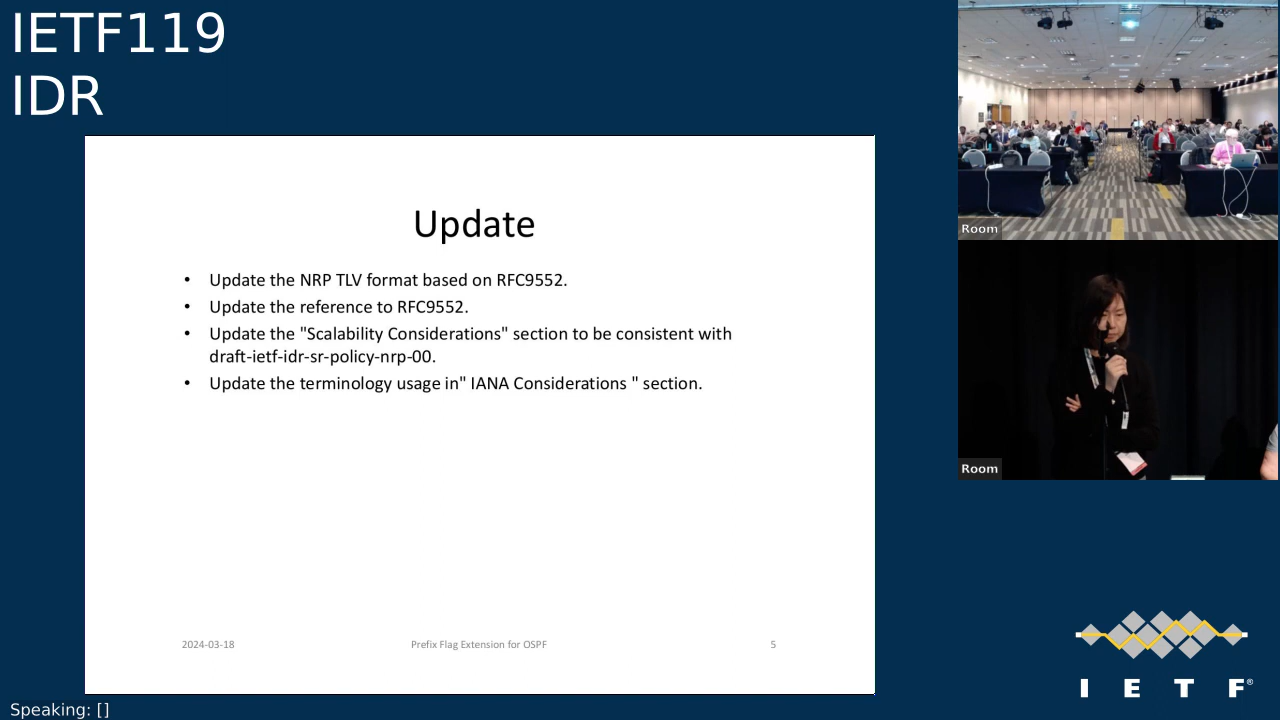 IETF119
IDR
Update
• Update the NRP TLV format based on RFC9552.
• Update the reference to RFC9552.
• Update the "Scalability Considerations" section to be consistent with
draft-ietf-idr-sr-policy-nrp-00.
• Update the terminology usage in" IANA Considerations " section.
2024-03-18 Prefix Flag Extension for OSPF 5
Room
Room
I E T F®
Speaking: []